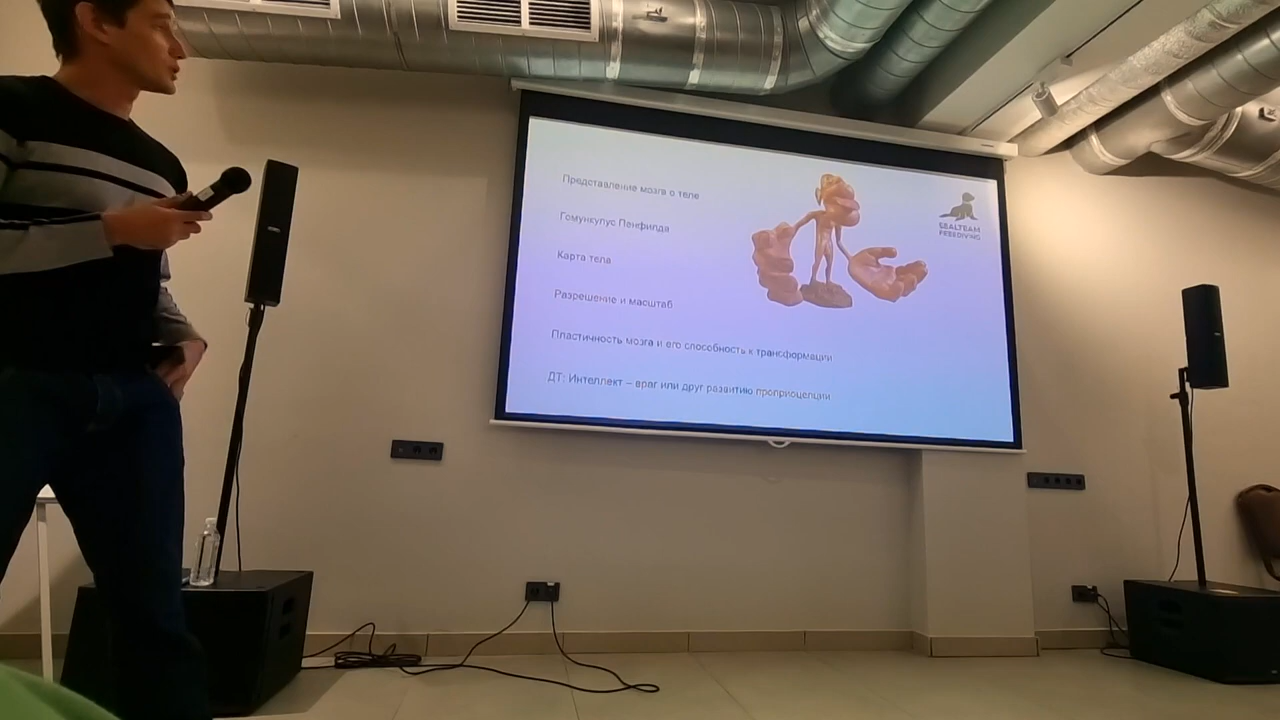 Представление мозга о теле
Гомункулус Пенфилда
Карта тела
Разрешение и масштаб
Пластичность мозга и его способность к трансформации
ДТ: Интеллект – враг или друг развитию проприоцепции
SEALTEAM
FREEDIVING